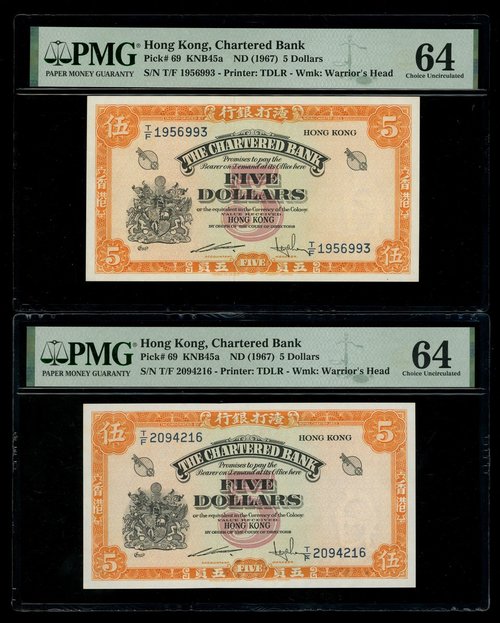 PMG
PAPER MONEY GUARANTY
Hong Kong, Chartered Bank
Pick# 69 KNB45a ND (1967) 5 Dollars
S/N T/F 1956993 - Printer: TDLR - Wmk: Warrior's Head
64
Choice Uncirculated
行銀打渣
伍
5
T/F 1956993
HONG KONG
THE CHARTERED BANK
Promises to pay the
Bearer on Demand at its Office here
FIVE
DOLLARS
or the equivalent in the Currency of the Colony.
VALUE RECEIVED
HONG KONG
BY ORDER OF THE COURT OF DIRECTORS
T/F 1956993
香港
5
員
FIVE
五
伍
PMG
PAPER MONEY GUARANTY
Hong Kong, Chartered Bank
Pick# 69 KNB45a ND (1967) 5 Dollars
S/N T/F 2094216 - Printer: TDLR - Wmk: Warrior's Head
64
Choice Uncirculated
行銀打渣
伍
5
T/F 2094216
HONG KONG
THE CHARTERED BANK
Promises to pay the
Bearer on Demand at its Office here
FIVE
DOLLARS
or the equivalent in the Currency of the Colony.
VALUE RECEIVED
HONG KONG
BY ORDER OF THE COURT OF DIRECTORS
T/F 2094216
香港
5
員
FIVE
五
伍